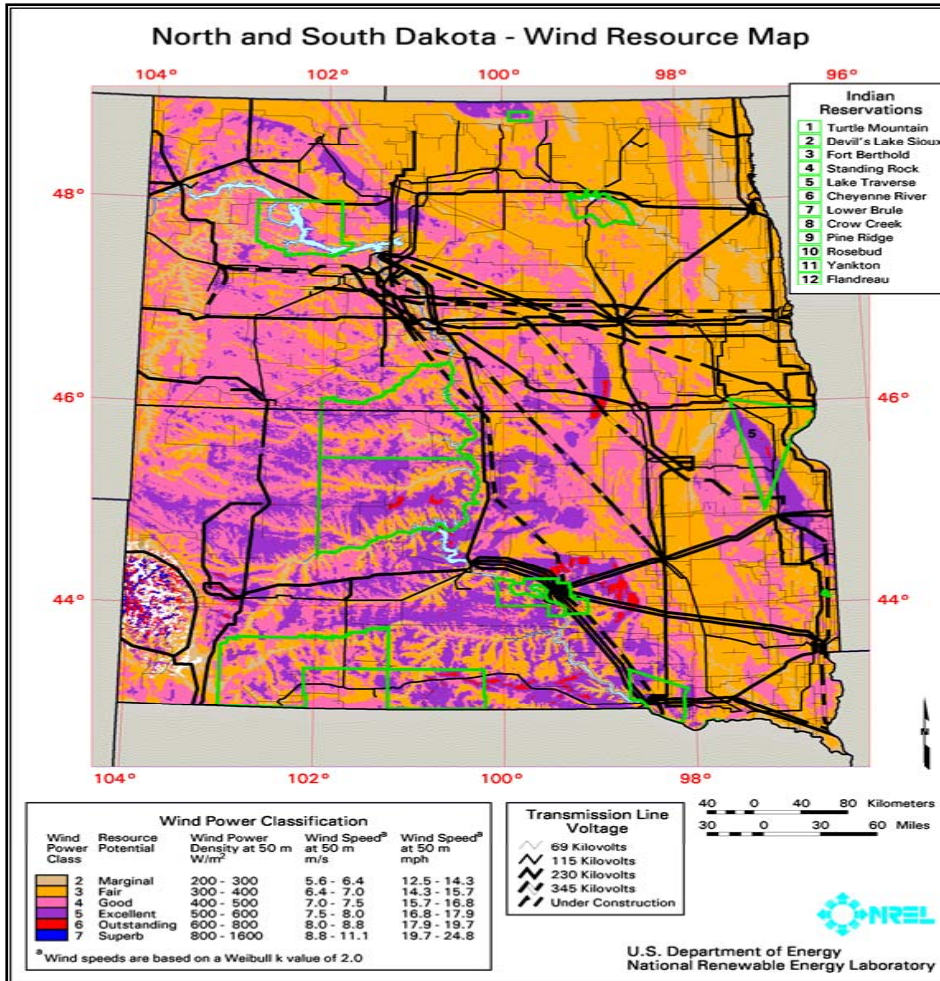 North and South Dakota - Wind Resource Map
104° 102° 100° 98° 96°
Indian
Reservations
1 Turtle Mountain
2 Devil's Lake Sioux
3 Fort Berthold
4 Standing Rock
5 Lake Traverse
6 Cheyenne River
7 Lower Brule
8 Crow Creek
9 Pine Ridge
10 Rosebud
11 Yankton
12 Flandreau
48° 48°
46° 46°
5
44° 44°
104° 102° 100° 98°
N
Wind Power Classification
Wind Power Class Resource Potential Wind Power Density at 50 m W/m² Wind Speedᵃ at 50 m m/s Wind Speedᵃ at 50 m mph
2 Marginal 200 - 300 5.6 - 6.4 12.5 - 14.3
3 Fair 300 - 400 6.4 - 7.0 14.3 - 15.7
4 Good 400 - 500 7.0 - 7.5 15.7 - 16.8
5 Excellent 500 - 600 7.5 - 8.0 16.8 - 17.9
6 Outstanding 600 - 800 8.0 - 8.8 17.9 - 19.7
7 Superb 800 - 1600 8.8 - 11.1 19.7 - 24.8
ᵃ Wind speeds are based on a Weibull k value of 2.0
Transmission Line
Voltage
69 Kilovolts
115 Kilovolts
230 Kilovolts
345 Kilovolts
Under Construction
40 0 40 80 Kilometers
30 0 30 60 Miles
NREL
U.S. Department of Energy
National Renewable Energy Laboratory